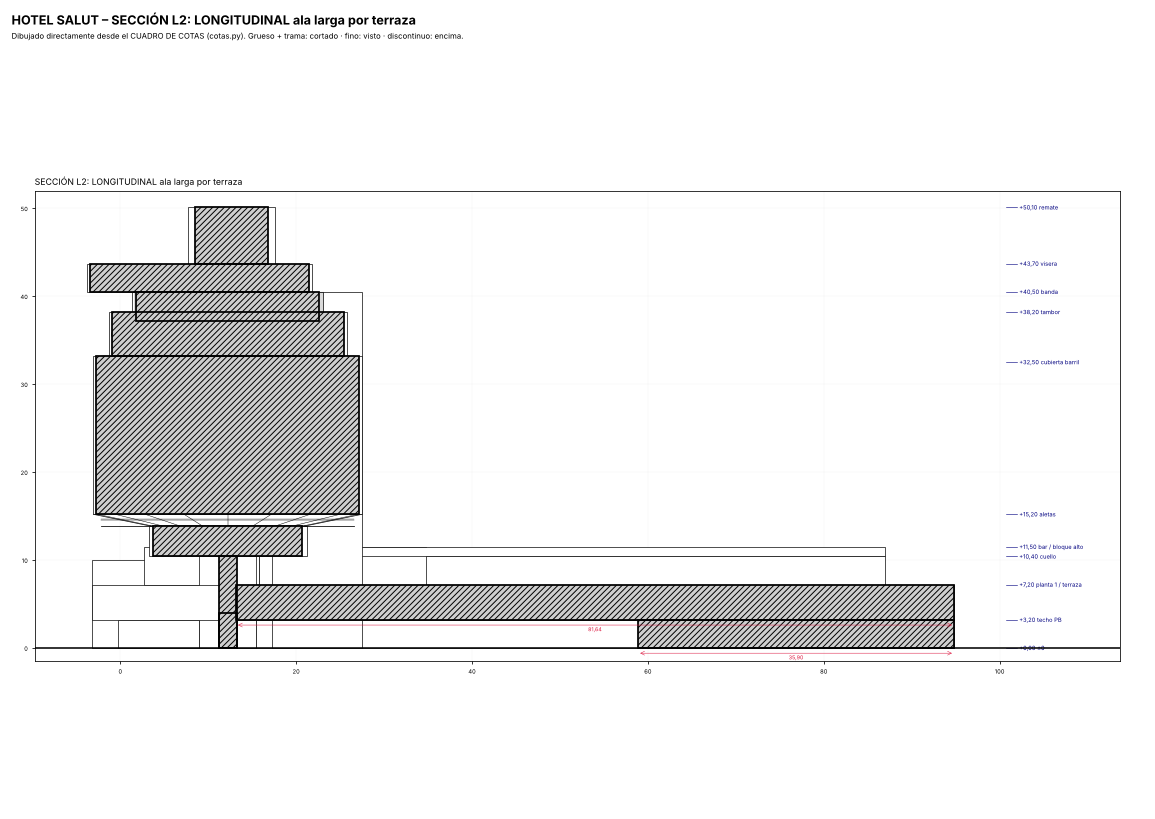 HOTEL SALUT – SECCIÓN L2: LONGITUDINAL ala larga por terraza
Dibujado directamente desde el CUADRO DE COTAS (cotas.py). Grueso + trama: cortado · fino: visto · discontinuo: encima.
SECCIÓN L2: LONGITUDINAL ala larga por terraza
50
+50,10 remate
+43,70 visera
40
+40,50 banda
+38,20 tambor
30
+32,50 cubierta barril
20
+15,20 aletas
10
+11,50 bar / bloque alto
+10,40 cuello
+7,20 planta 1 / terraza
+3,20 techo PB
81,64
0
35,90
0
20
40
60
80
100